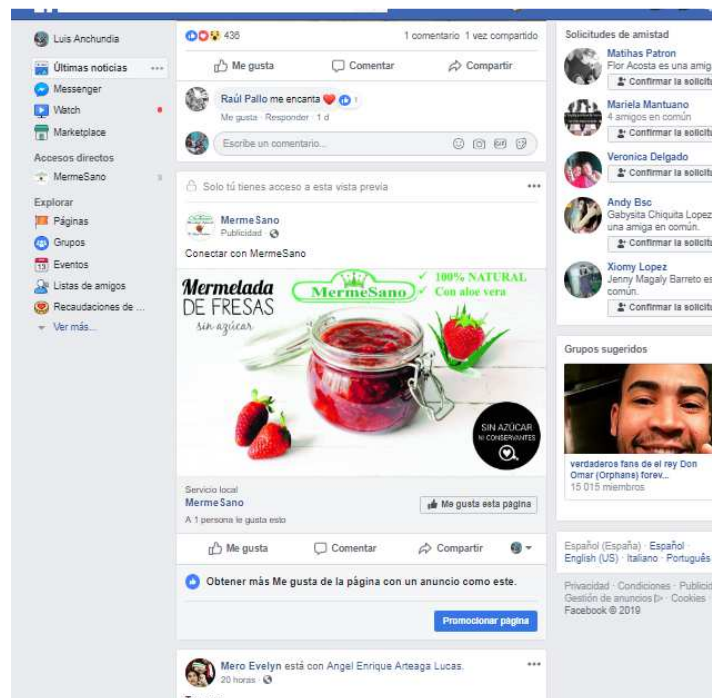 Luis Anchundia
Últimas noticias
Messenger
Watch
Marketplace
Accesos directos
MermeSano
Explorar
Páginas
Grupos
Eventos
Listas de amigos
Recaudaciones de ...
Ver más...
436
1 comentario 1 vez compartido
Me gusta Comentar Compartir
Raúl Pallo me encanta 1
Me gusta · Responder · 1 d
Escribe un comentario...
Solo tú tienes acceso a esta vista previa
MermeSano
Publicidad
Conectar con MermeSano
Mermelada
DE FRESAS
sin azúcar
MermeSano
100% NATURAL
Con aloe vera
SIN AZÚCAR
NI CONSERVANTES
Servicio local
MermeSano
A 1 persona le gusta esto
Me gusta esta página
Me gusta Comentar Compartir
Obtener más Me gusta de la página con un anuncio como este.
Promocionar página
Mero Evelyn está con Angel Enrique Arteaga Lucas.
20 horas
Solicitudes de amistad
Matihas Patron
Flor Acosta es una amig
Confirmar la solicitu
Mariela Mantuano
4 amigos en común
Confirmar la solicitu
Veronica Delgado
Confirmar la solicitu
Andy Bsc
Gabysita Chiquita Lopez
una amiga en común.
Confirmar la solicitu
Xiomy Lopez
Jenny Magaly Barreto es
común.
Confirmar la solicitu
Grupos sugeridos
verdaderos fans de el rey Don
Omar (Orphans) forev...
15 015 miembros
Español (España) · Español ·
English (US) · Italiano · Português
Privacidad · Condiciones · Publicid
Gestión de anuncios · Cookies ·
Facebook © 2019